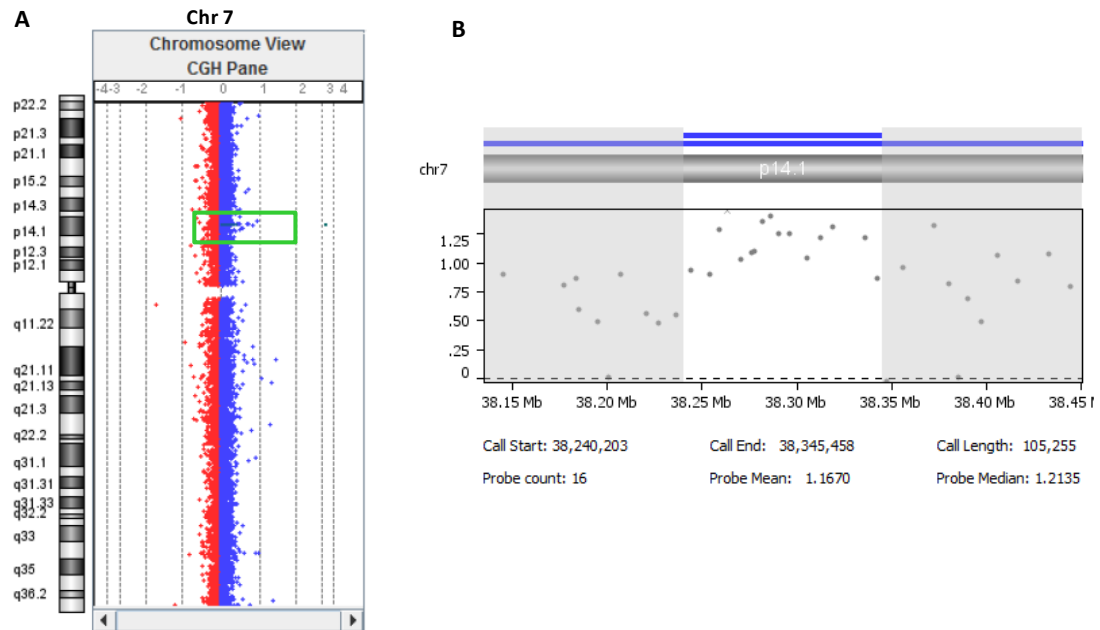 A
Chr 7
Chromosome View
CGH Pane
-4 -3 -2 -1 0 1 2 3 4
p22.2
p21.3
p21.1
p15.2
p14.3
p14.1
p12.3
p12.1
q11.22
q21.11
q21.13
q21.3
q22.2
q31.1
q31.31
q31.33
q32.2
q33
q35
q36.2
B
chr7
p14.1
1.25
1.00
.75
.50
.25
0
38.15 Mb 38.20 Mb 38.25 Mb 38.30 Mb 38.35 Mb 38.40 Mb 38.45 M
Call Start: 38,240,203 Call End: 38,345,458 Call Length: 105,255
Probe count: 16 Probe Mean: 1.1670 Probe Median: 1.2135